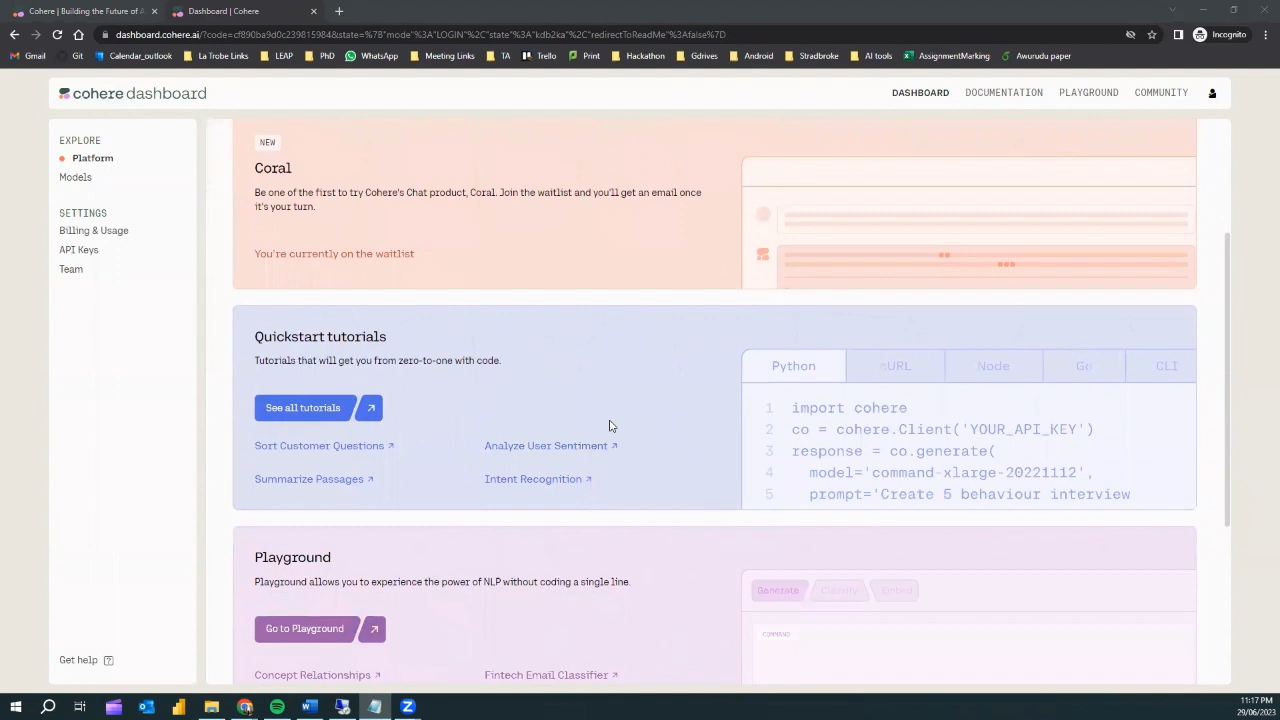 Cohere | Building the Future of A
Dashboard | Cohere
dashboard.cohere.ai/?code=cf890ba9d0c239815984&state=%7B"mode"%3A"LOGIN"%2C"state"%3A"kdb2ka"%2C"redirectToReadMe"%3Afalse%7D
Incognito
Gmail
Git
Calendar_outlook
La Trobe Links
LEAP
PhD
WhatsApp
Meeting Links
TA
Trello
Print
Hackathon
Gdrives
Android
Stradbroke
AI tools
AssignmentMarking
Awurudu paper
cohere dashboard
DASHBOARD
DOCUMENTATION
PLAYGROUND
COMMUNITY
EXPLORE
Platform
Models
SETTINGS
Billing & Usage
API Keys
Team
Get help
NEW
Coral
Be one of the first to try Cohere's Chat product, Coral. Join the waitlist and you'll get an email once
it's your turn.
You're currently on the waitlist
Quickstart tutorials
Tutorials that will get you from zero-to-one with code.
See all tutorials
Sort Customer Questions
Analyze User Sentiment
Summarize Passages
Intent Recognition
Python
cURL
Node
Go
CLI
1 import cohere
2 co = cohere.Client('YOUR_API_KEY')
3 response = co.generate(
4 model='command-xlarge-20221112',
5 prompt='Create 5 behaviour interview
Playground
Playground allows you to experience the power of NLP without coding a single line.
Go to Playground
Concept Relationships
Fintech Email Classifier
Generate
Classify
Embed
COMMAND
11:17 PM
29/06/2023